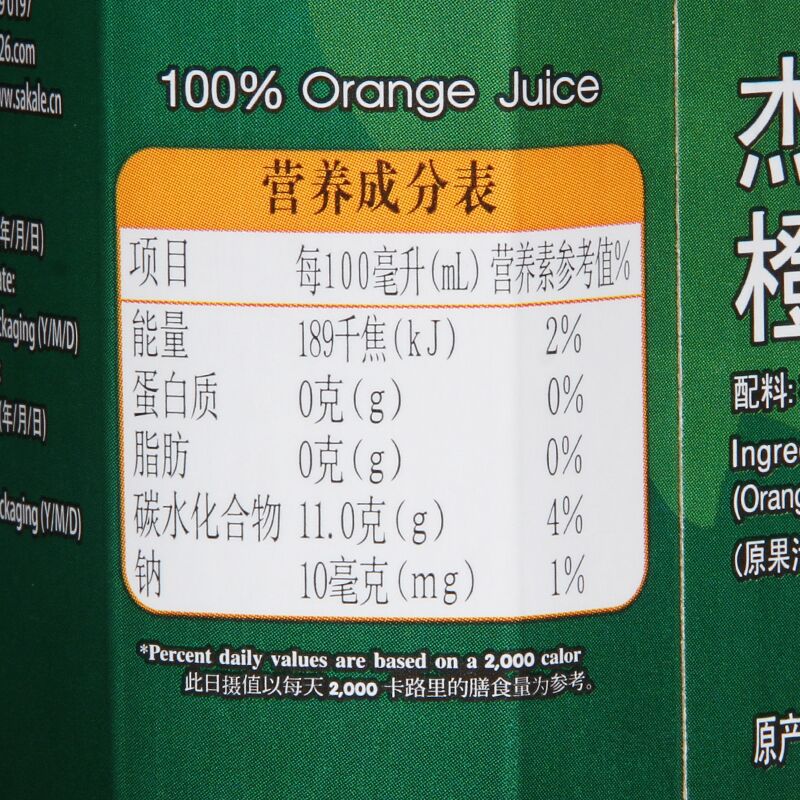 26.com
www.sakale.cn
年/月/日)
ate:
ckaging (Y/M/D)
年/月/日)
ckaging (Y/M/D)
100% Orange Juice
营养成分表
项目 每100毫升(mL) 营养素参考值%
能量 189千焦(kJ) 2%
蛋白质 0克(g) 0%
脂肪 0克(g) 0%
碳水化合物 11.0克(g) 4%
钠 10毫克(mg) 1%
*Percent daily values are based on a 2,000 calor
此日摄值以每天 2,000 卡路里的膳食量为参考。
杰
橙
配料:
Ingre
(Orang
(原果汁
原产